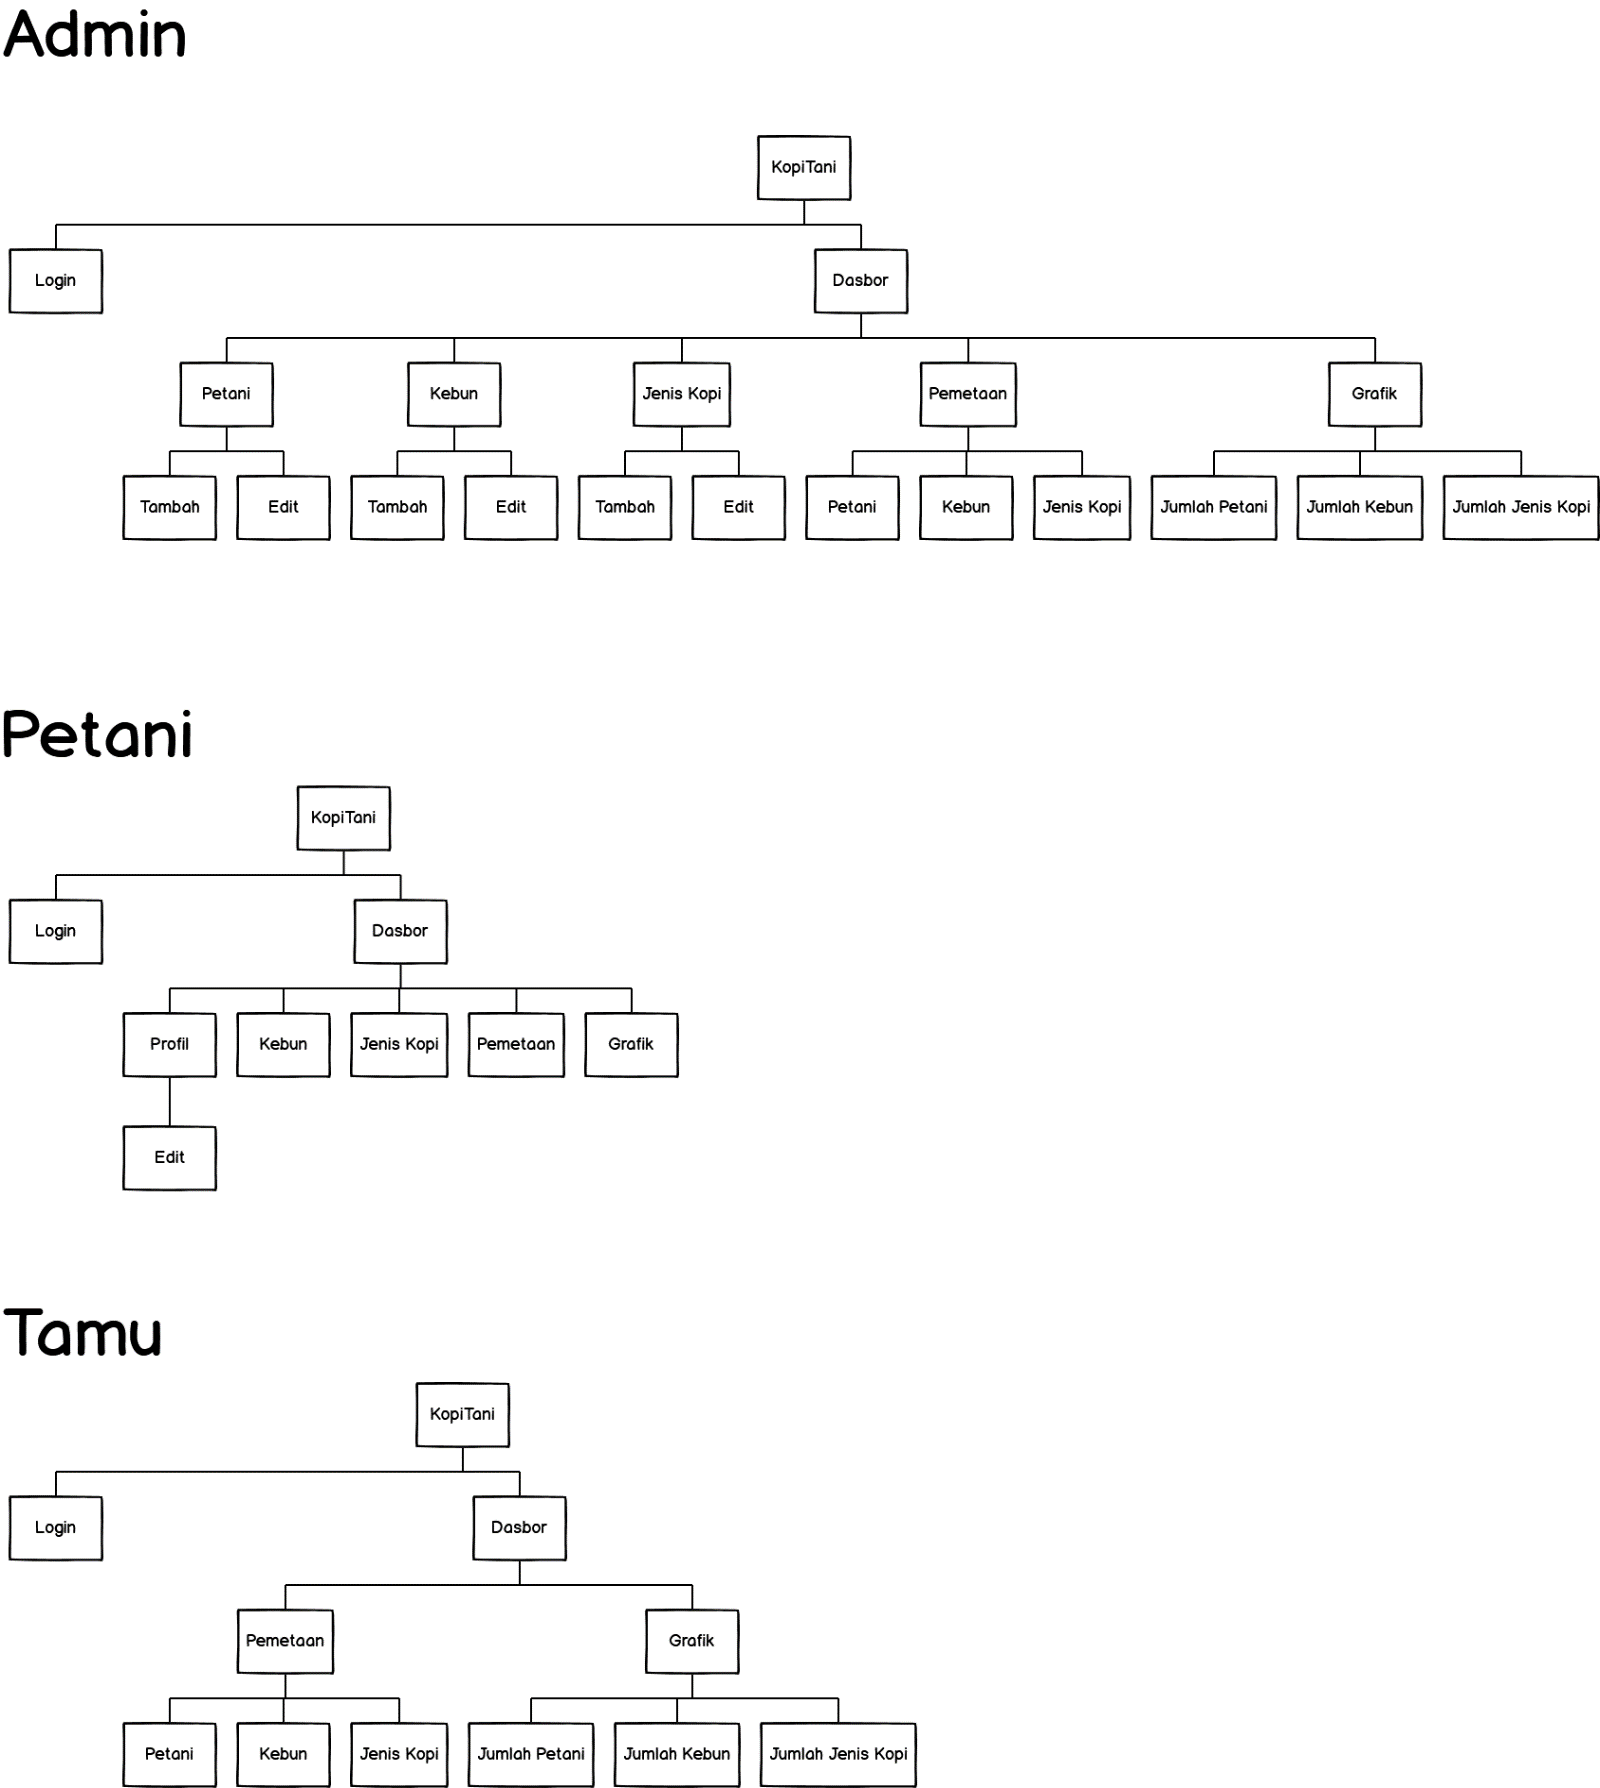 Admin
KopiTani
Login
Dasbor
Petani
Kebun
Jenis Kopi
Pemetaan
Grafik
Tambah
Edit
Tambah
Edit
Tambah
Edit
Petani
Kebun
Jenis Kopi
Jumlah Petani
Jumlah Kebun
Jumlah Jenis Kopi
Petani
KopiTani
Login
Dasbor
Profil
Kebun
Jenis Kopi
Pemetaan
Grafik
Edit
Tamu
KopiTani
Login
Dasbor
Pemetaan
Grafik
Petani
Kebun
Jenis Kopi
Jumlah Petani
Jumlah Kebun
Jumlah Jenis Kopi